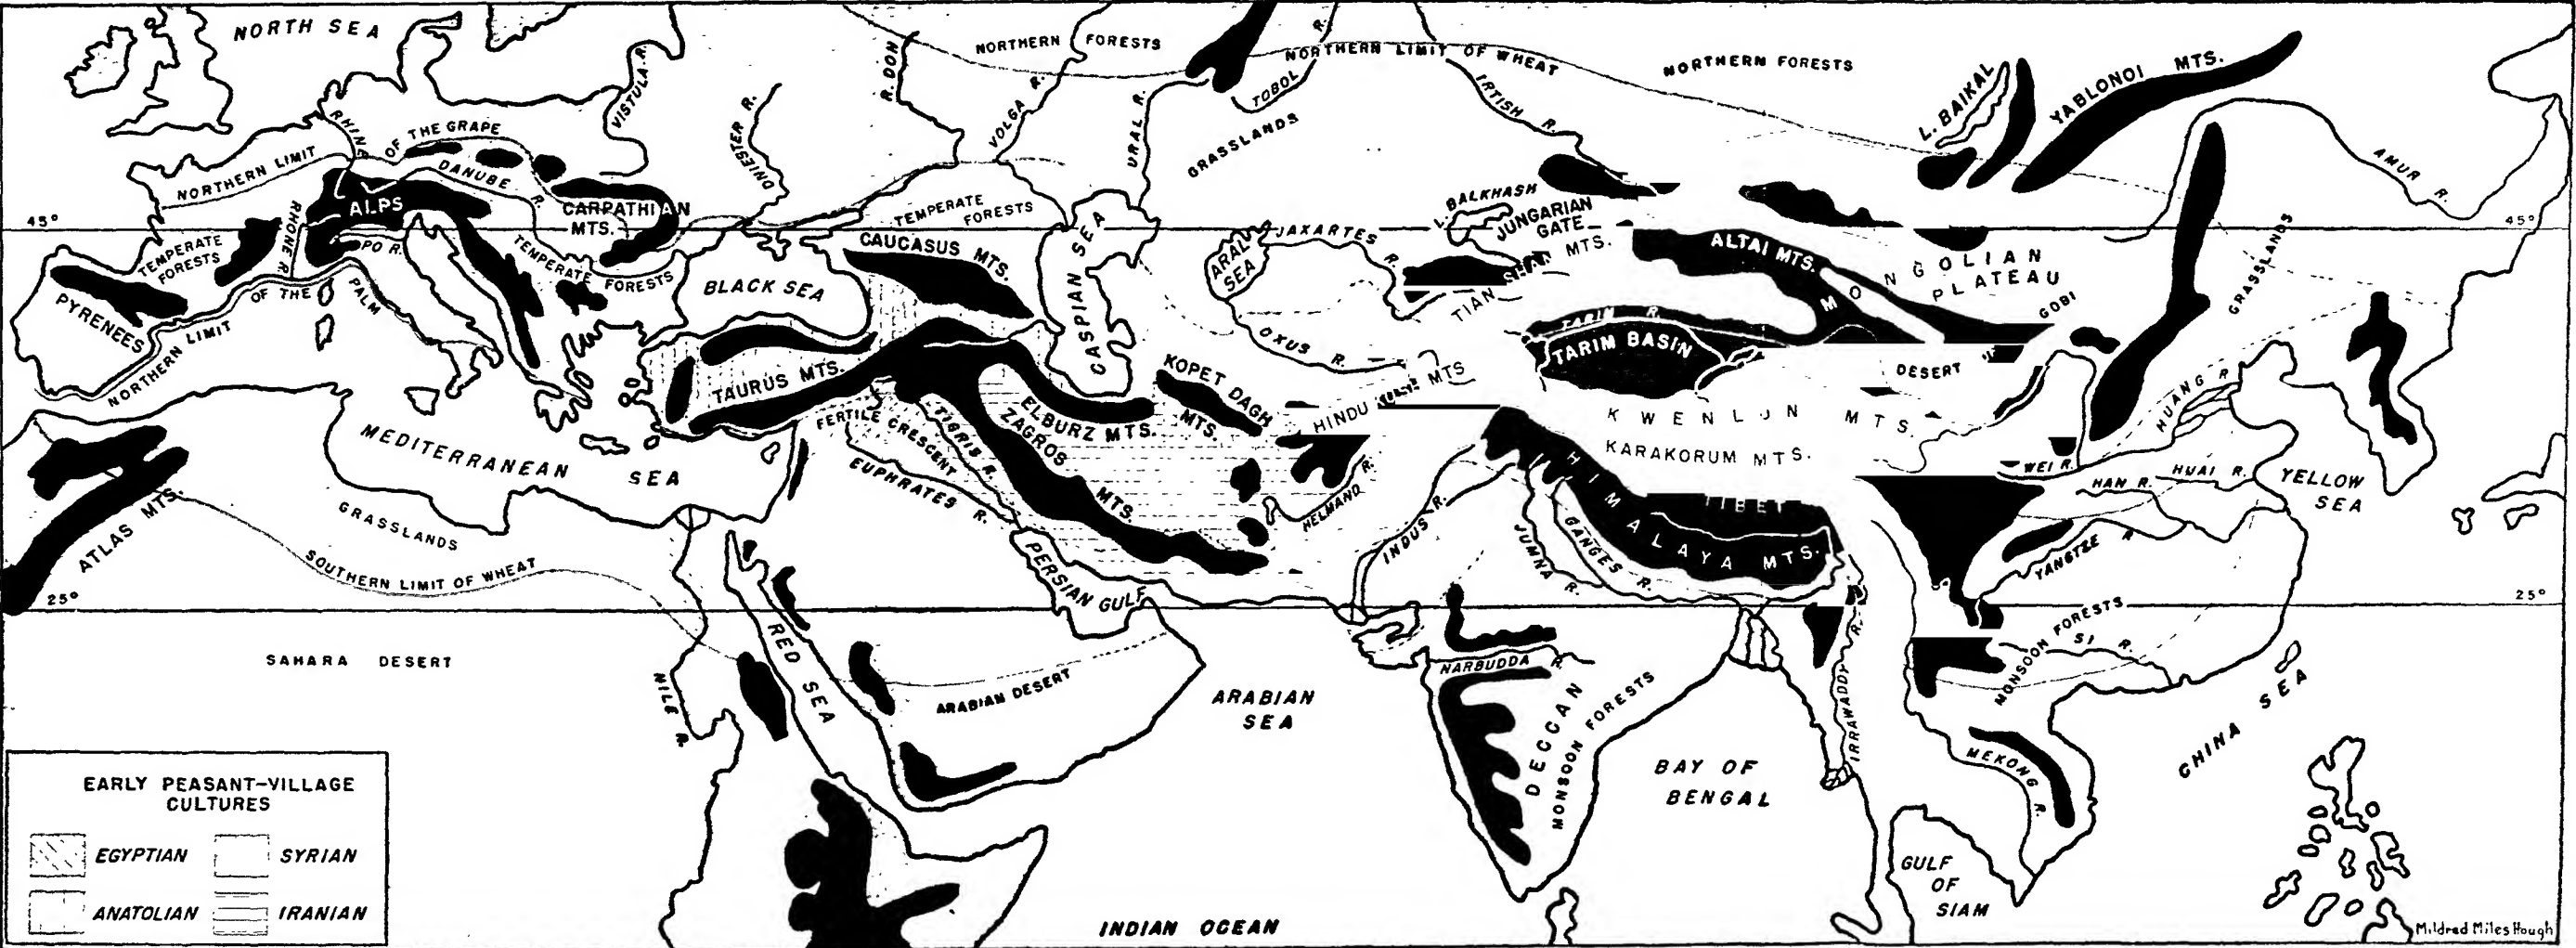 NORTH SEA
VISTULA R.
R. DON
NORTHERN FORESTS
VOLGA R.
R.
NORTHERN LIMIT OF WHEAT
TOBOL
NORTHERN FORESTS
IRTISH R.
L. BAIKAL
YABLONOI MTS.
AMUR R.
RHINE
OF THE GRAPE
NORTHERN LIMIT
DANUBE R.
DNIESTER R.
URAL R.
GRASSLANDS
L. BALKHASH
JUNGARIAN
GATE
45°
ALPS
CARPATHIAN
MTS.
TEMPERATE
FORESTS
45°
RHONE R.
PO R.
TEMPERATE
FORESTS
TEMPERATE
FORESTS
CAUCASUS MTS.
CASPIAN SEA
ARAL
SEA
JAXARTES R.
TIAN SHAN MTS.
ALTAI MTS.
MONGOLIAN
PLATEAU
GOBI
GRASSLANDS
PYRENEES
OF THE
PALM
NORTHERN LIMIT
BLACK SEA
OXUS R.
TARIM R.
TARIM BASIN
DESERT
HUANG R.
TAURUS MTS.
KOPET DAGH
MTS.
HINDU KUSH MTS
KWENLUN MTS.
FERTILE CRESCENT
TIGRIS R.
ELBURZ MTS.
ZAGROS
MTS.
KARAKORUM MTS.
MEDITERRANEAN SEA
EUPHRATES R.
HELMAND R.
HIMALAYA MTS.
TIBET
WEI R.
HAN R.
HUAI R.
YELLOW
SEA
ATLAS MTS.
GRASSLANDS
SOUTHERN LIMIT OF WHEAT
PERSIAN GULF
INDUS R.
JUMNA R.
GANGES R.
YANGTZE R
25°
25°
SAHARA DESERT
NILE R.
RED SEA
ARABIAN DESERT
ARABIAN
SEA
NARBUDDA R.
DECCAN
MONSOON FORESTS
IRRAWADDY R.
MONSOON FORESTS
SI R.
CHINA SEA
MEKONG R.
BAY OF
BENGAL
GULF
OF
SIAM
INDIAN OCEAN
EARLY PEASANT-VILLAGE
CULTURES
EGYPTIAN
SYRIAN
ANATOLIAN
IRANIAN
Mildred Miles Hough